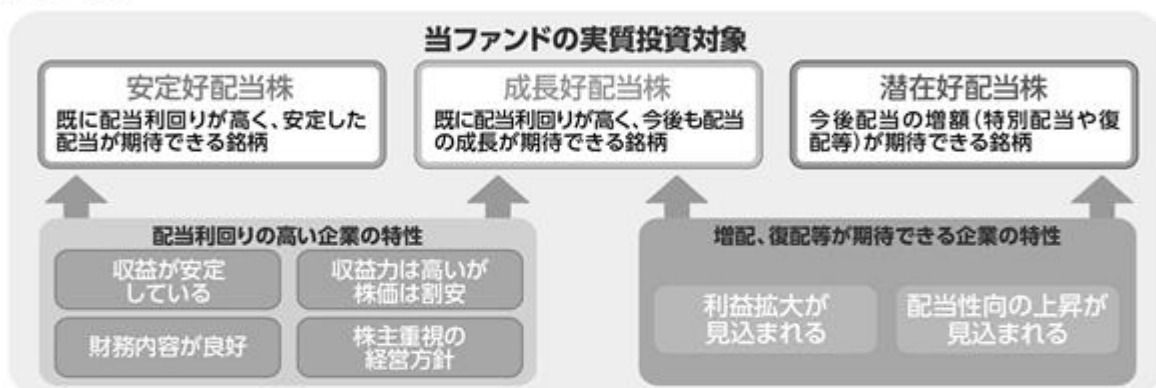 当ファンドの実質投資対象
安定好配当株
既に配当利回りが高く、安定した
配当が期待できる銘柄
成長好配当株
既に配当利回りが高く、今後も配当
の成長が期待できる銘柄
潜在好配当株
今後配当の増額(特別配当や復
配等)が期待できる銘柄
配当利回りの高い企業の特性
収益が安定
している
収益力は高いが
株価は割安
財務内容が良好
株主重視の
経営方針
増配、復配等が期待できる企業の特性
利益拡大が
見込まれる
配当性向の上昇が
見込まれる